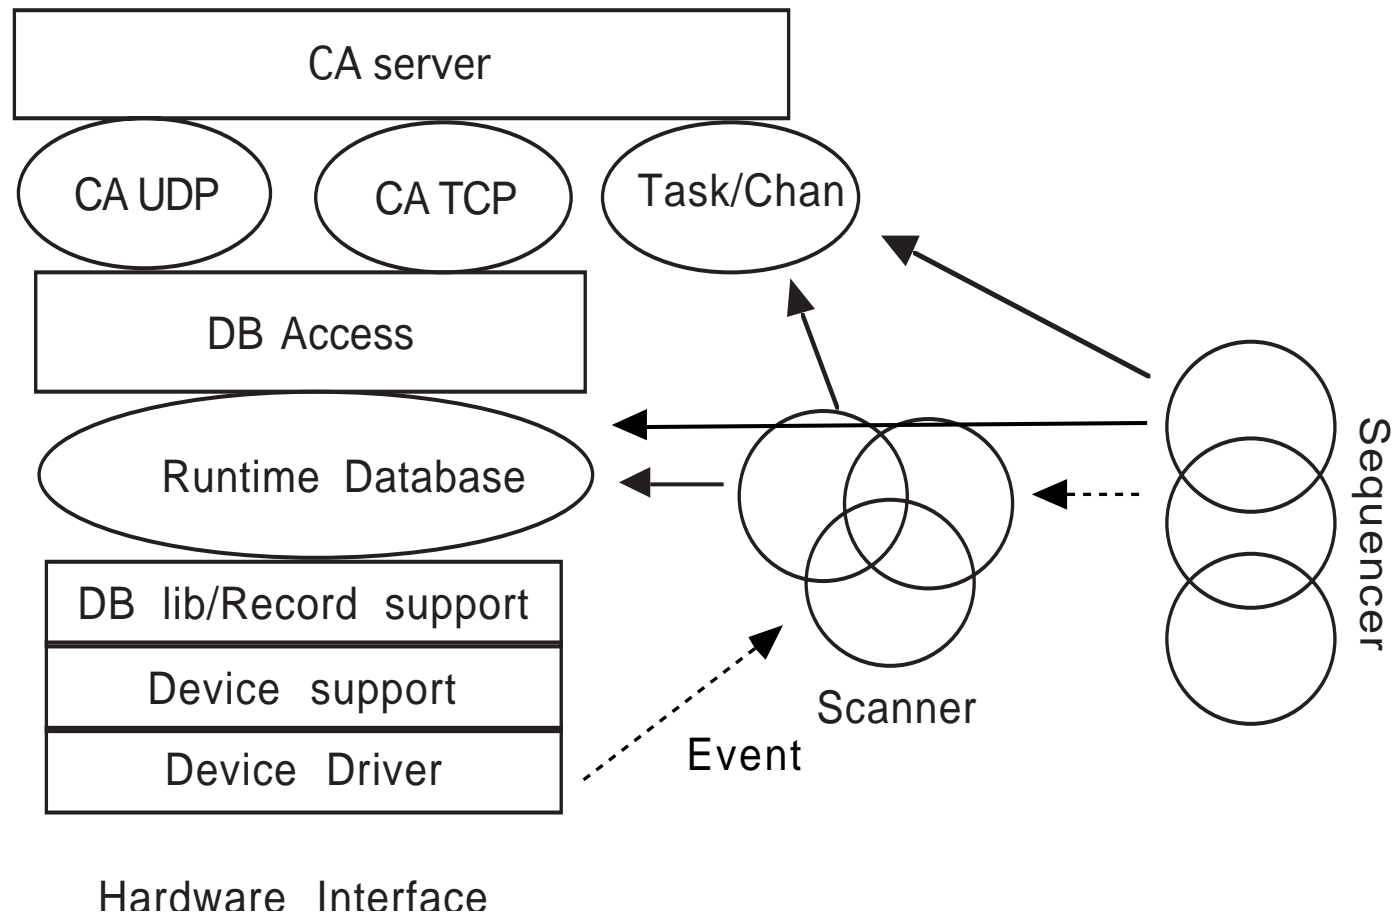 CA server
CA UDP
CA TCP
Task/Chan
DB Access
Runtime Database
DB lib/Record support
Device support
Device Driver
Event
Scanner
Sequencer
Hardware Interface